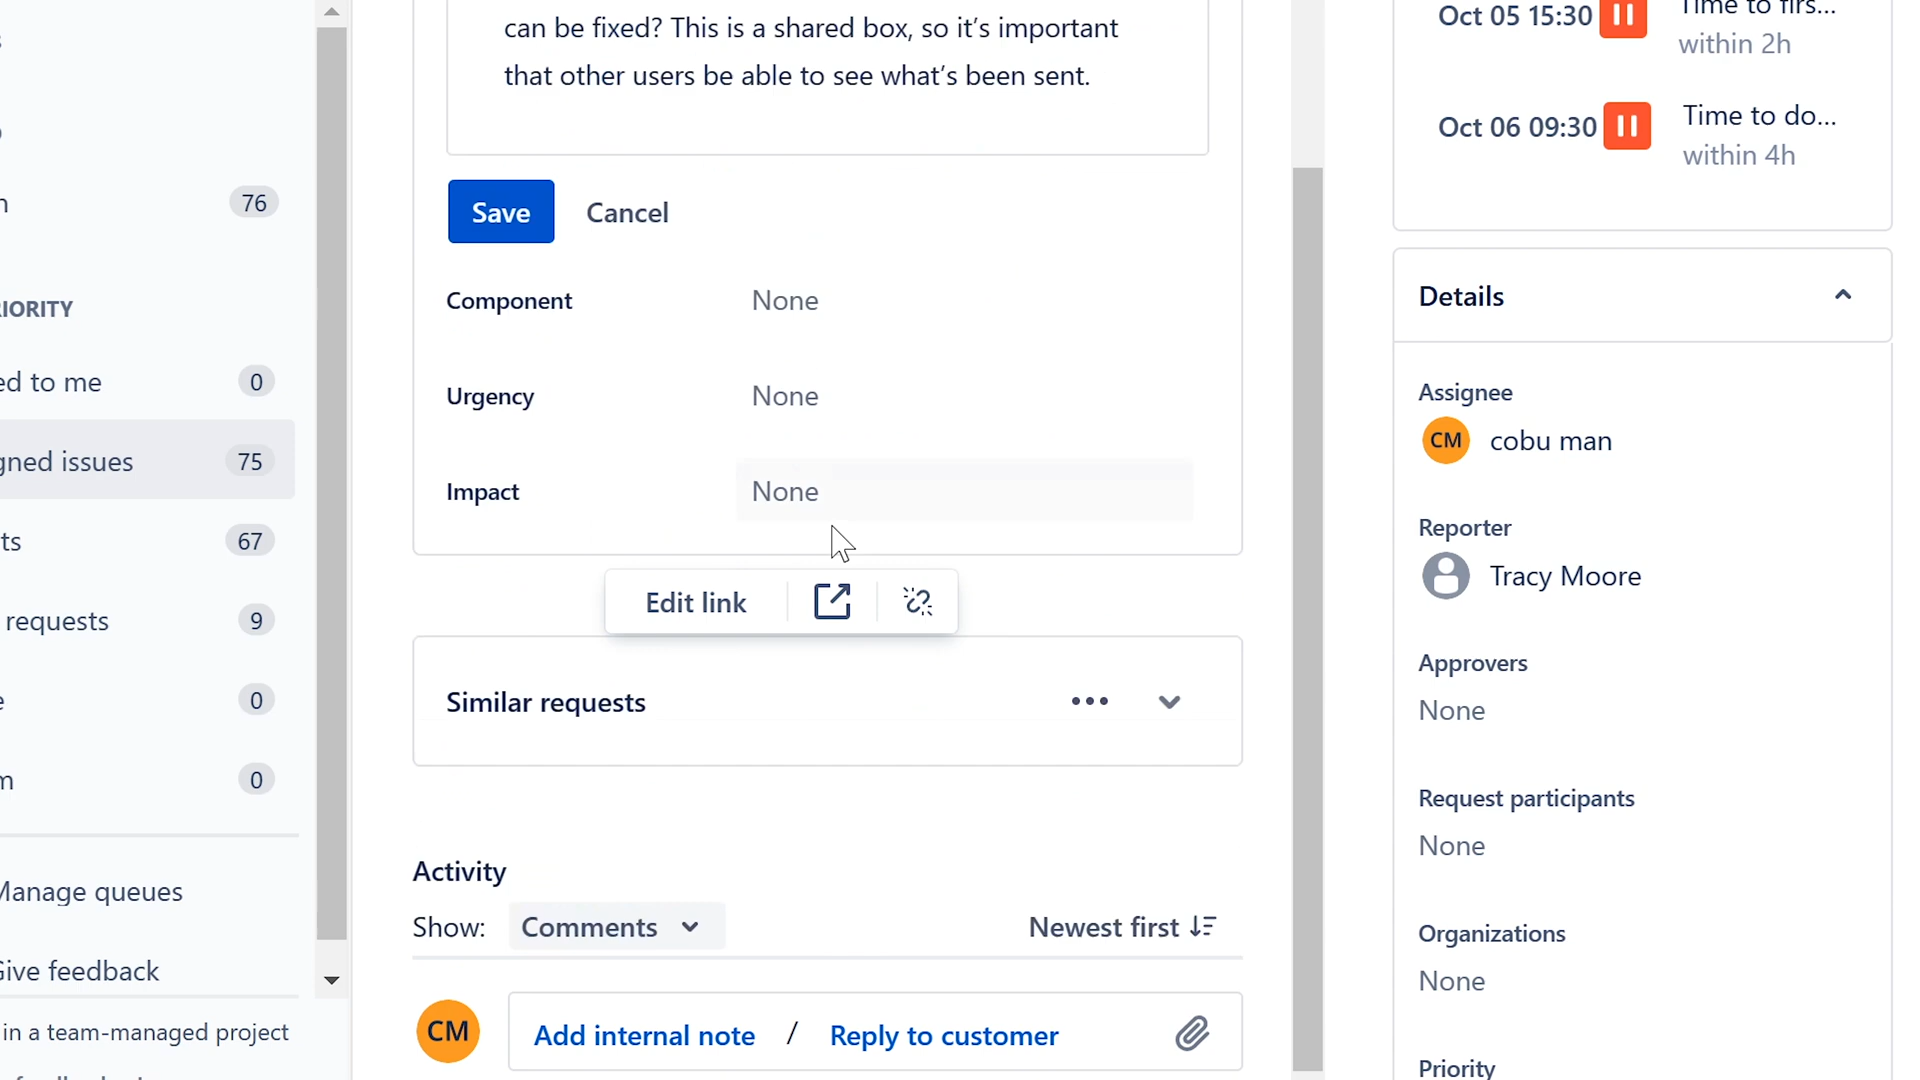 76
ed to me 0
gned issues 75
67
requests 9
0
0
Manage queues
Give feedback
in a team-managed project
can be fixed? This is a shared box, so it's important
that other users be able to see what's been sent.
Save Cancel
Component None
Urgency None
Impact None
Edit link
Similar requests
Activity
Show: Comments Newest first
CM Add internal note / Reply to customer
Oct 05 15:30 Time to firs...
within 2h
Oct 06 09:30 Time to do...
within 4h
Details
Assignee
CM cobu man
Reporter
Tracy Moore
Approvers
None
Request participants
None
Organizations
None
Priority